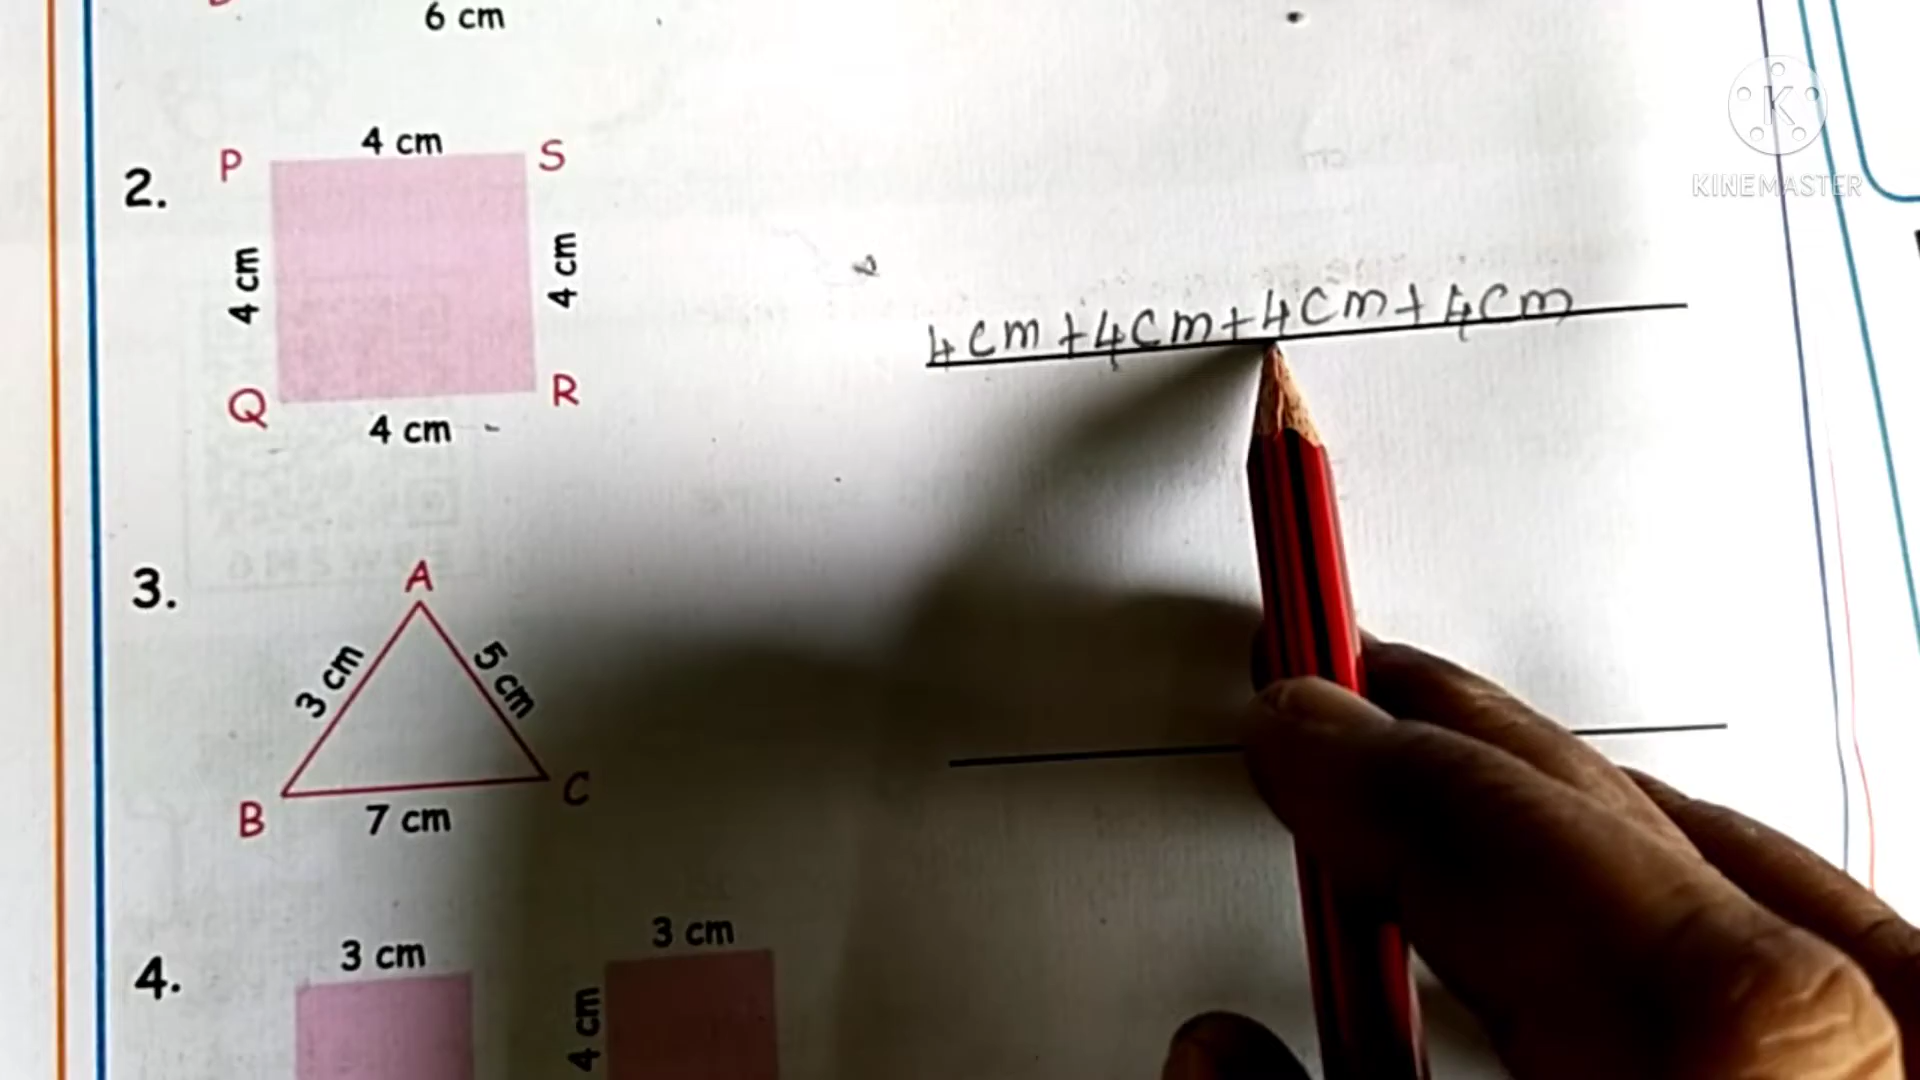 6 cm
2.
P
4 cm
S
4 cm
4 cm
Q
4 cm
R
4cm+4cm+4cm+4cm
KINEMASTER
3.
A
3 cm
5 cm
B
7 cm
C
4.
3 cm
3 cm
4 cm